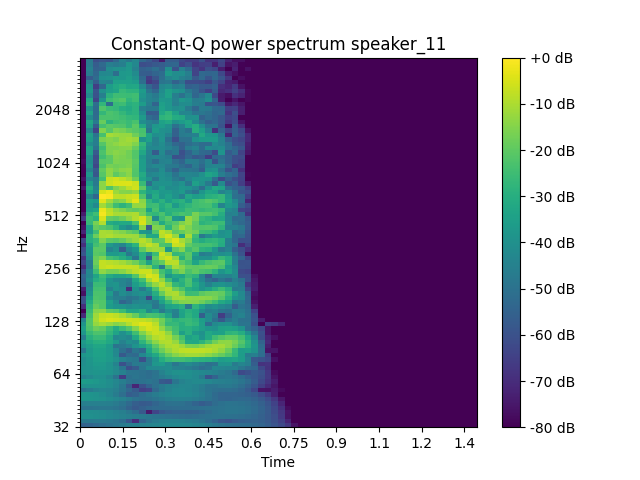 Constant-Q power spectrum speaker_11
Hz
2048
1024
512
256
128
64
32
0 0.15 0.3 0.45 0.6 0.75 0.9 1.1 1.2 1.4
Time
+0 dB
-10 dB
-20 dB
-30 dB
-40 dB
-50 dB
-60 dB
-70 dB
-80 dB